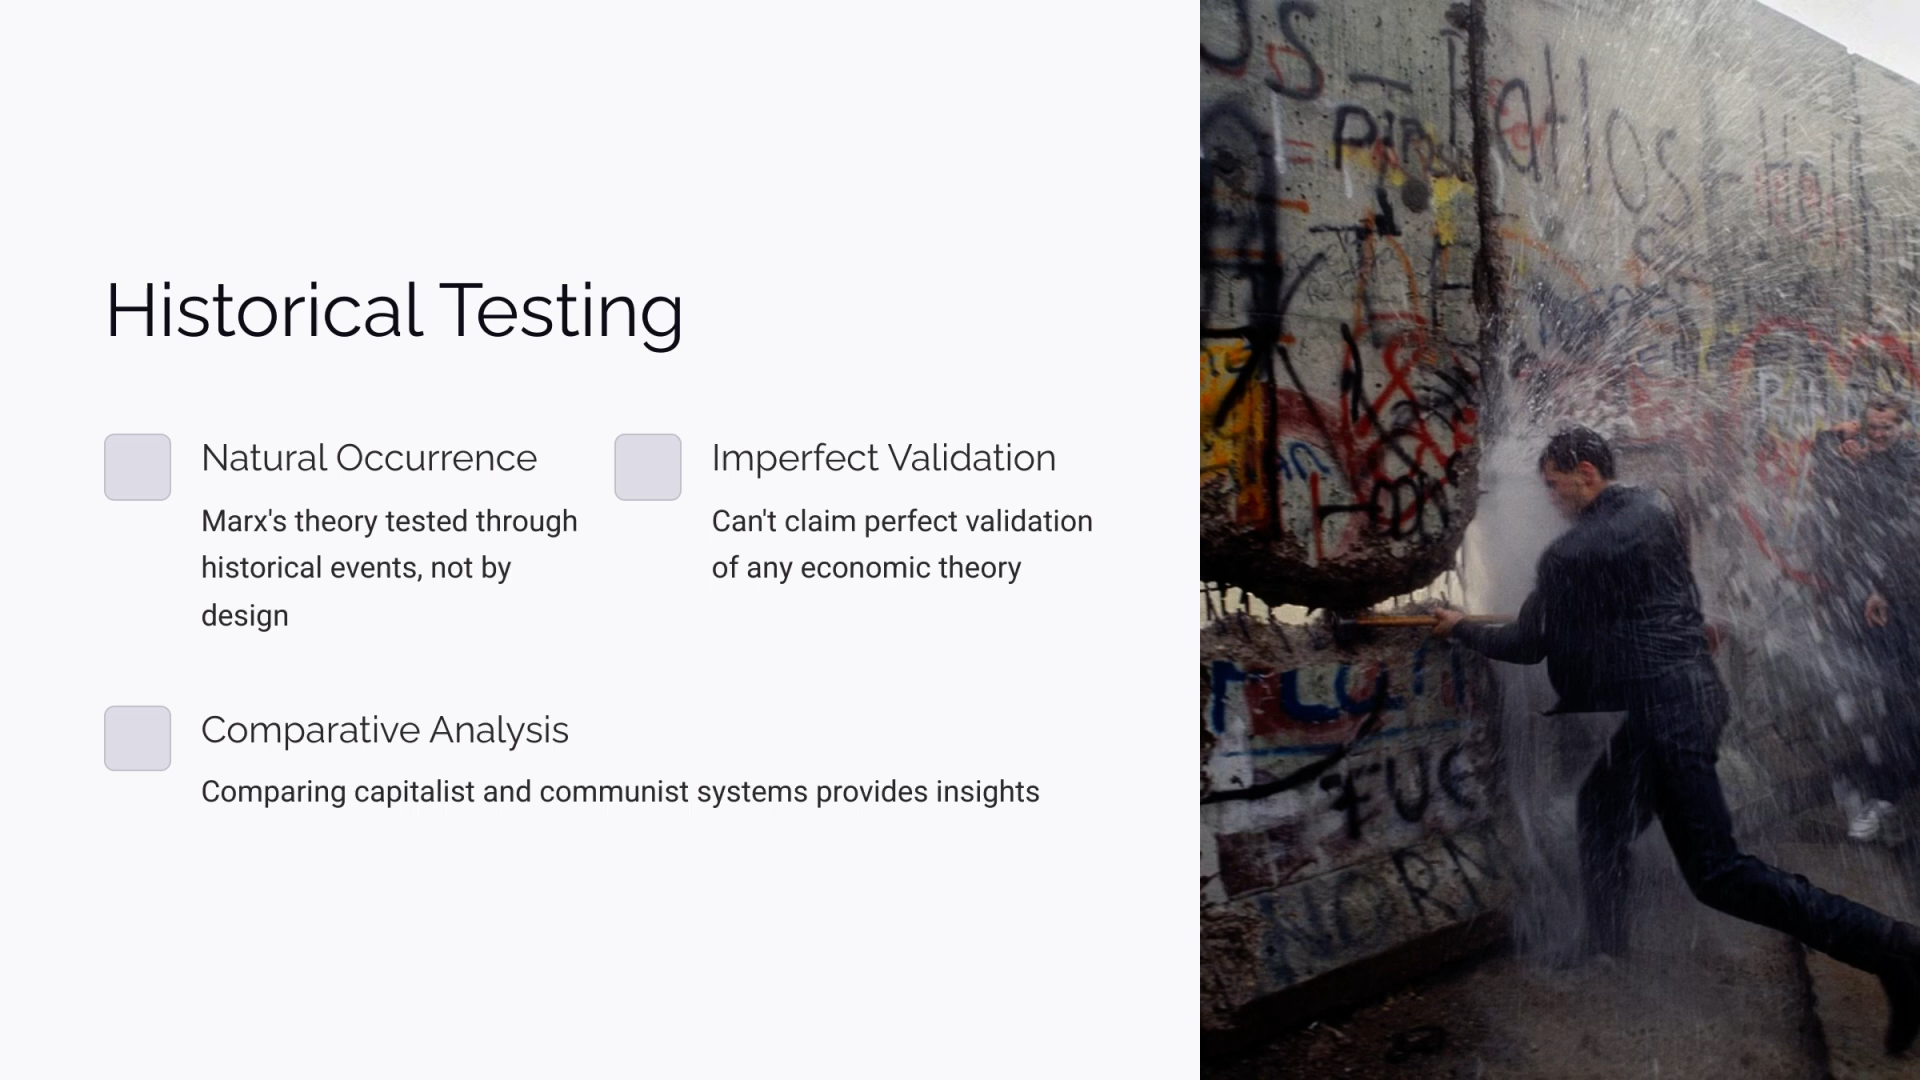 Historical Testing
Natural Occurrence
Marx's theory tested through
historical events, not by
design
Imperfect Validation
Can't claim perfect validation
of any economic theory
Comparative Analysis
Comparing capitalist and communist systems provides insights